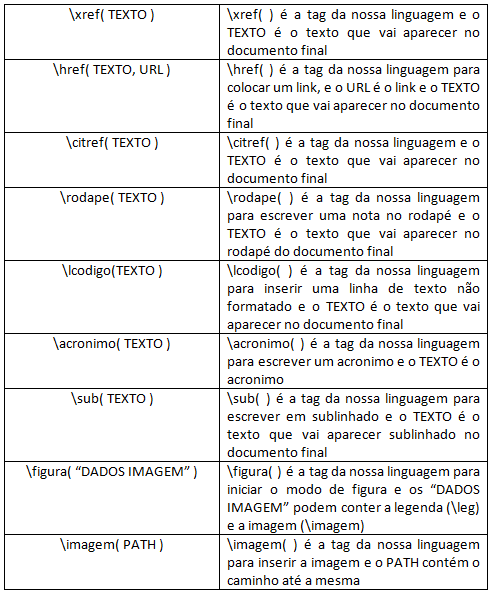 \xref( TEXTO )
\xref( ) é a tag da nossa linguagem e o
TEXTO é o texto que vai aparecer no
documento final
\href( TEXTO, URL )
\href( ) é a tag da nossa linguagem para
colocar um link, e o URL é o link e o TEXTO
é o texto que vai aparecer no documento
final
\citref( TEXTO )
\citref( ) é a tag da nossa linguagem e o
TEXTO é o texto que vai aparecer no
documento final
\rodape( TEXTO )
\rodape( ) é a tag da nossa linguagem
para escrever uma nota no rodapé e o
TEXTO é o texto que vai aparecer no
rodapé do documento final
\lcodigo(TEXTO )
\lcodigo( ) é a tag da nossa linguagem
para inserir uma linha de texto não
formatado e o TEXTO é o texto que vai
aparecer no documento final
\acronimo( TEXTO )
\acronimo( ) é a tag da nossa linguagem
para escrever um acronimo e o TEXTO é o
acronimo
\sub( TEXTO )
\sub( ) é a tag da nossa linguagem para
escrever em sublinhado e o TEXTO é o
texto que vai aparecer sublinhado no
documento final
\figura( “DADOS IMAGEM” )
\figura( ) é a tag da nossa linguagem para
iniciar o modo de figura e os “DADOS
IMAGEM” podem conter a legenda (\leg)
e a imagem (\imagem)
\imagem( PATH )
\imagem( ) é a tag da nossa linguagem
para inserir a imagem e o PATH contém o
caminho até a mesma